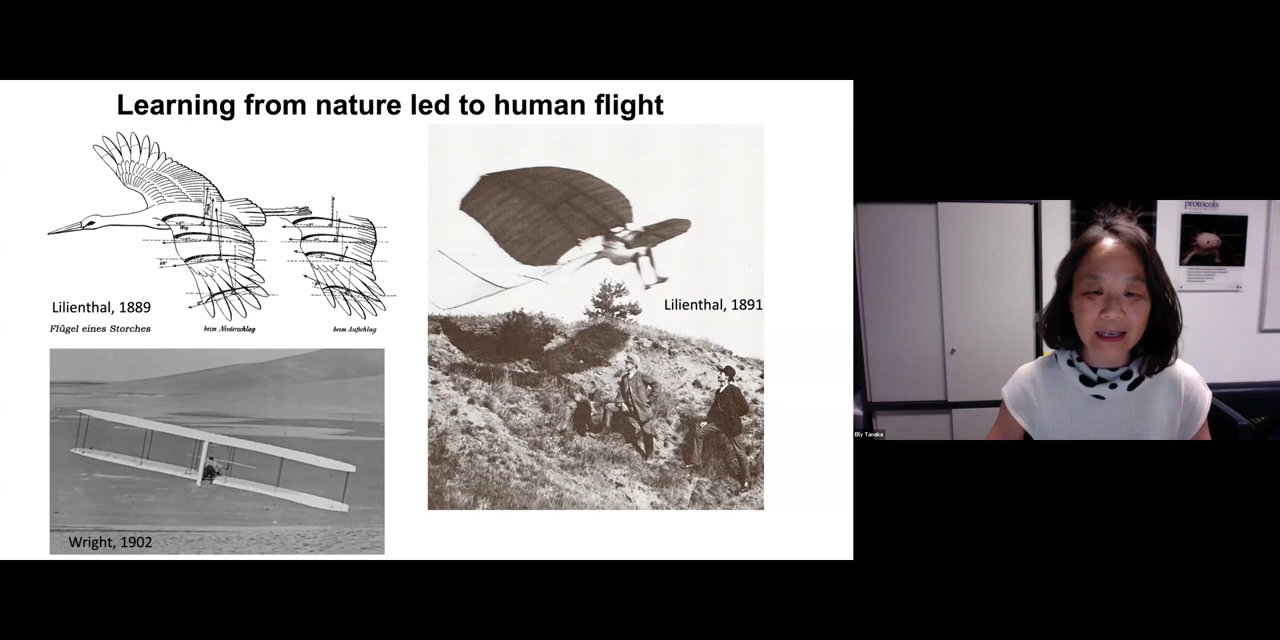 Learning from nature led to human flight
Lilienthal, 1889
Flügel eines Storches
beim Niederschlag
beim Aufschlag
Lilienthal, 1891
Wright, 1902
protocols
Elly Tanaka